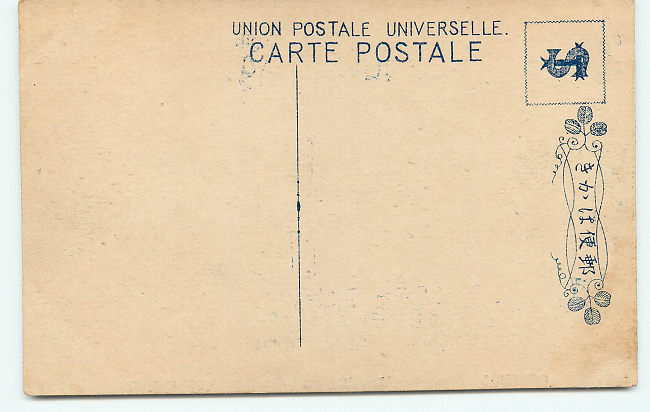 UNION POSTALE UNIVERSELLE.
CARTE POSTALE
郵便はかき